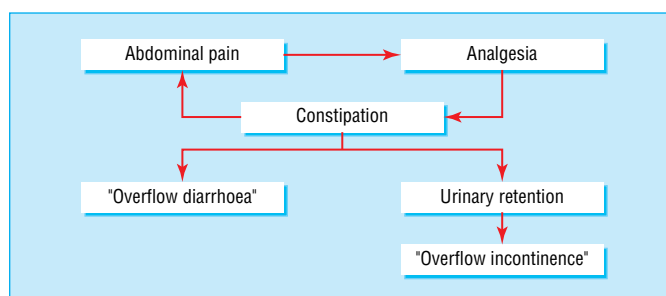 Abdominal pain
Analgesia
Constipation
"Overflow diarrhoea"
Urinary retention
"Overflow incontinence"